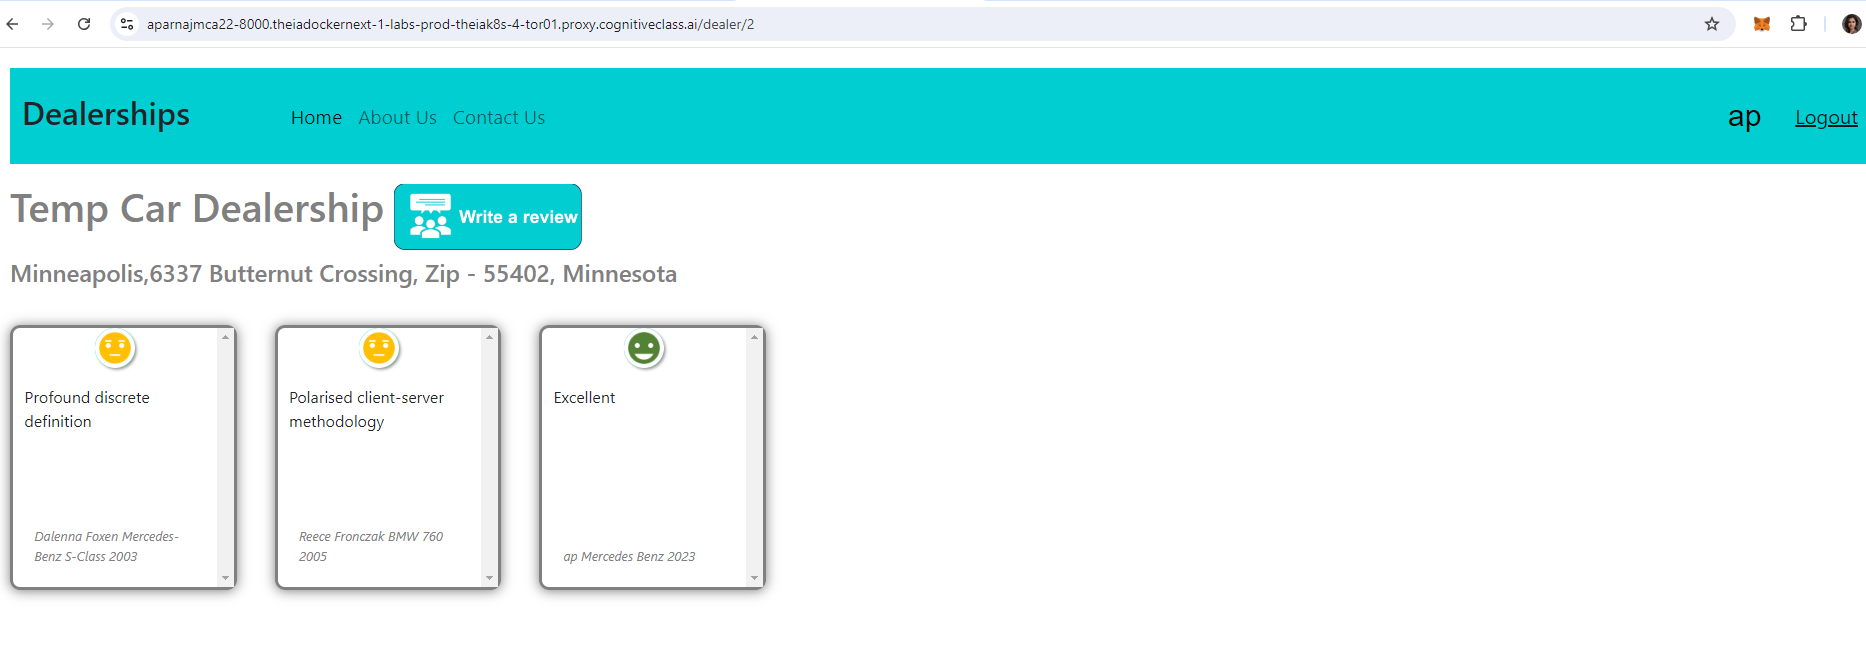 aparnajmca22-8000.theiadockernext-1-labs-prod-theiak8s-4-tor01.proxy.cognitiveclass.ai/dealer/2
Dealerships Home About Us Contact Us ap Logout
Temp Car Dealership Write a review
Minneapolis,6337 Butternut Crossing, Zip - 55402, Minnesota
Profound discrete
definition
Dalenna Foxen Mercedes-
Benz S-Class 2003
Polarised client-server
methodology
Reece Fronczak BMW 760
2005
Excellent
ap Mercedes Benz 2023